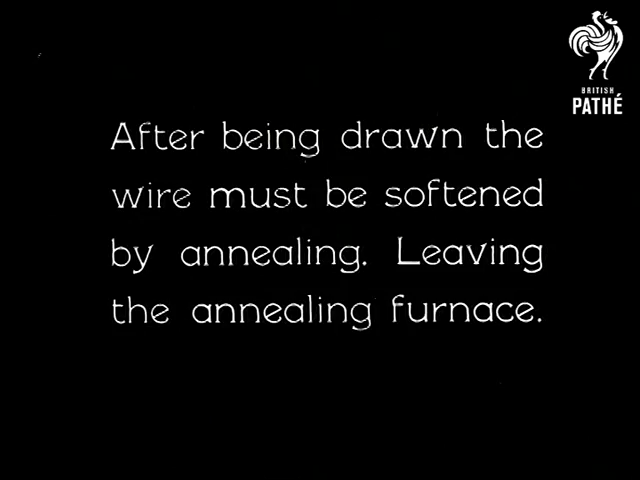 BRITISH
PATHÉ
After being drawn the
wire must be softened
by annealing. Leaving
the annealing furnace.